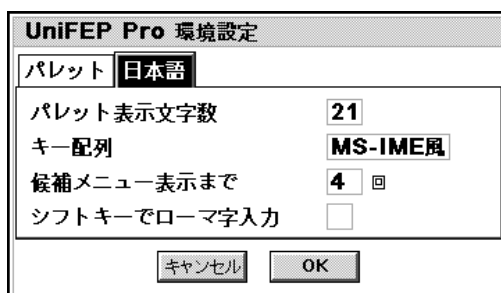 UniFEP Pro 環境設定
パレット 日本語
パレット表示文字数 21
キー配列 MS-IME風
候補メニュー表示まで 4 回
シフトキーでローマ字入力
キャンセル OK